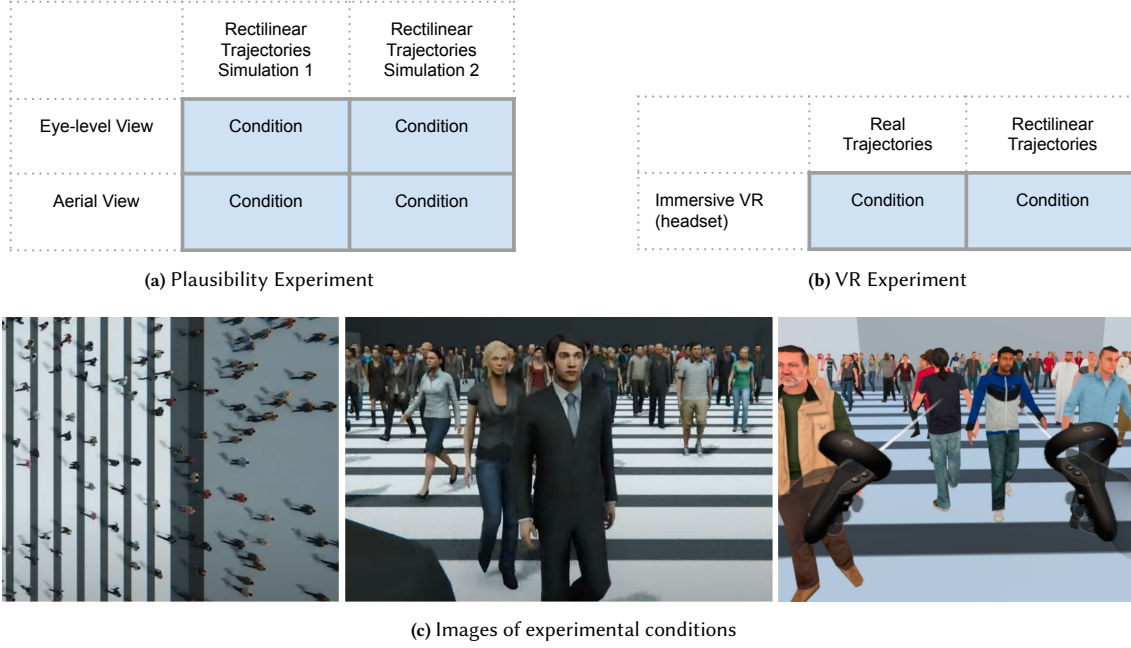 Rectilinear Trajectories Simulation 1
Rectilinear Trajectories Simulation 2
Eye-level View
Condition
Condition
Aerial View
Condition
Condition
(a) Plausibility Experiment
Real Trajectories
Rectilinear Trajectories
Immersive VR (headset)
Condition
Condition
(b) VR Experiment
(c) Images of experimental conditions